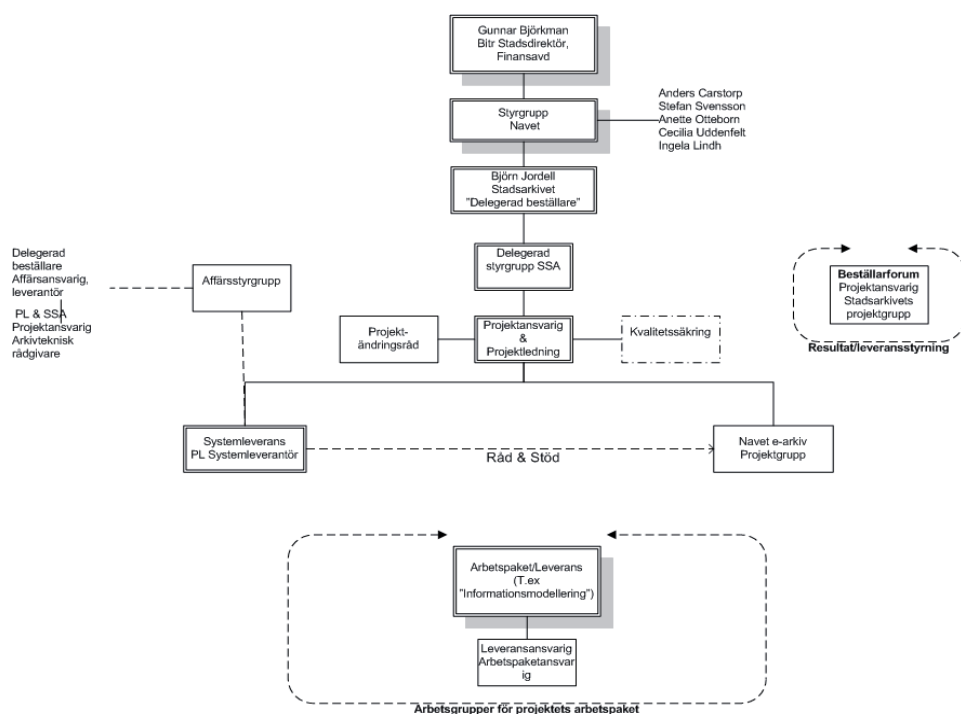 Gunnar Björkman
Bitr Stadsdirektör,
Finansavd
Styrgrupp
Navet
Anders Carstorp
Stefan Svensson
Anette Otteborn
Cecilia Uddenfelt
Ingela Lindh
Björn Jordell
Stadsarkivet
"Delegerad beställare"
Delegerad
styrgrupp SSA
Delegerad
beställare
Affärsansvarig,
leverantör
PL & SSA
Projektansvarig
Arkivteknisk
rådgivare
Affärsstyrgrupp
Beställarforum
Projektansvarig
Stadsarkivets
projektgrupp
Resultat/leveransstyrning
Projekt-
ändringsråd
Projektansvarig
&
Projektledning
Kvalitetssäkring
Systemleverans
PL Systemleverantör
Råd & Stöd
Navet e-arkiv
Projektgrupp
Arbetspaket/Leverans
(T.ex
"Informationsmodellering")
Leveransansvarig
Arbetspaketansvar
ig
Arbetsgrupper för projektets arbetspaket